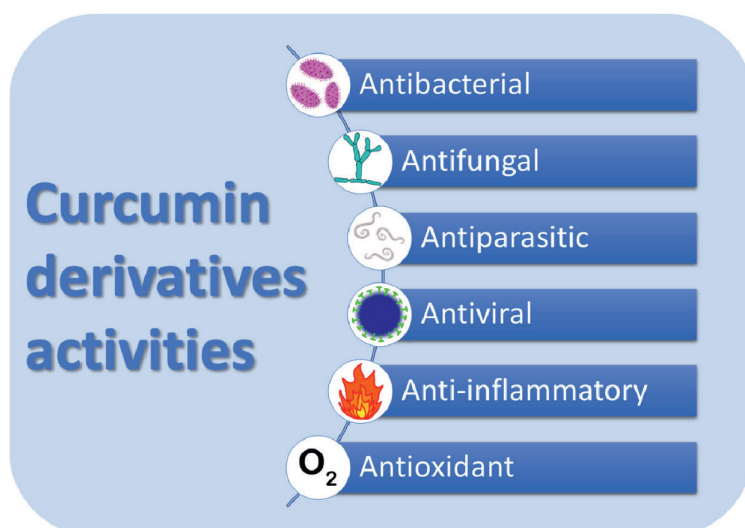 Curcumin
derivatives
activities
Antibacterial
Antifungal
Antiparasitic
Antiviral
Anti-inflammatory
O₂
Antioxidant